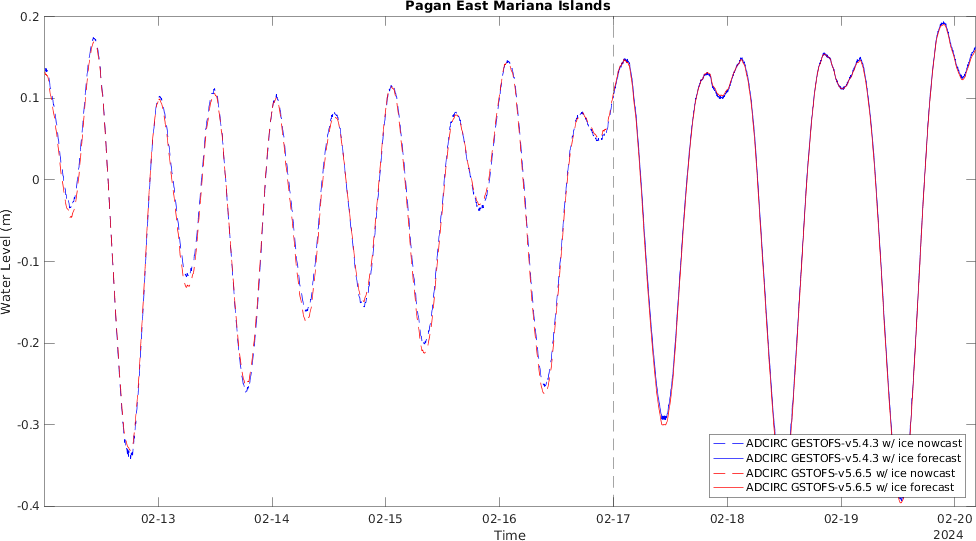 Pagan East Mariana Islands
0.2
0.1
0
-0.1
-0.2
-0.3
-0.4
Water Level (m)
ADCIRC GESTOFS-v5.4.3 w/ ice nowcast
ADCIRC GESTOFS-v5.4.3 w/ ice forecast
ADCIRC GSTOFS-v5.6.5 w/ ice nowcast
ADCIRC GSTOFS-v5.6.5 w/ ice forecast
02-13 02-14 02-15 02-16 02-17 02-18 02-19 02-20
Time 2024